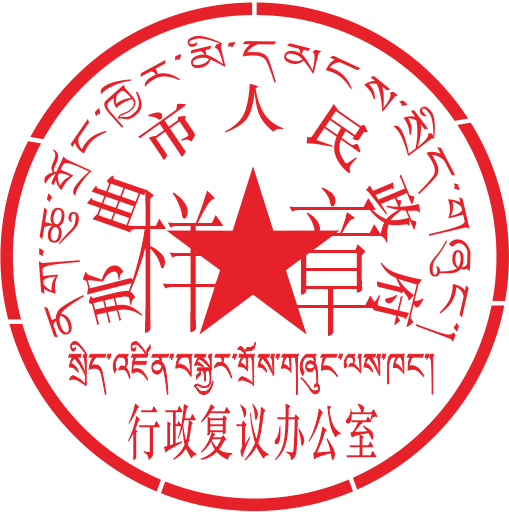 ནག་ཆུ་གྲོང་ཁྱེར་མི་དམངས་སྲིད་གཞུང་།
那曲市人民政府
样章
སྲིད་འཛིན་བསྐྱར་གྲོས་གཞུང་ལས་ཁང་།
行政复议办公室